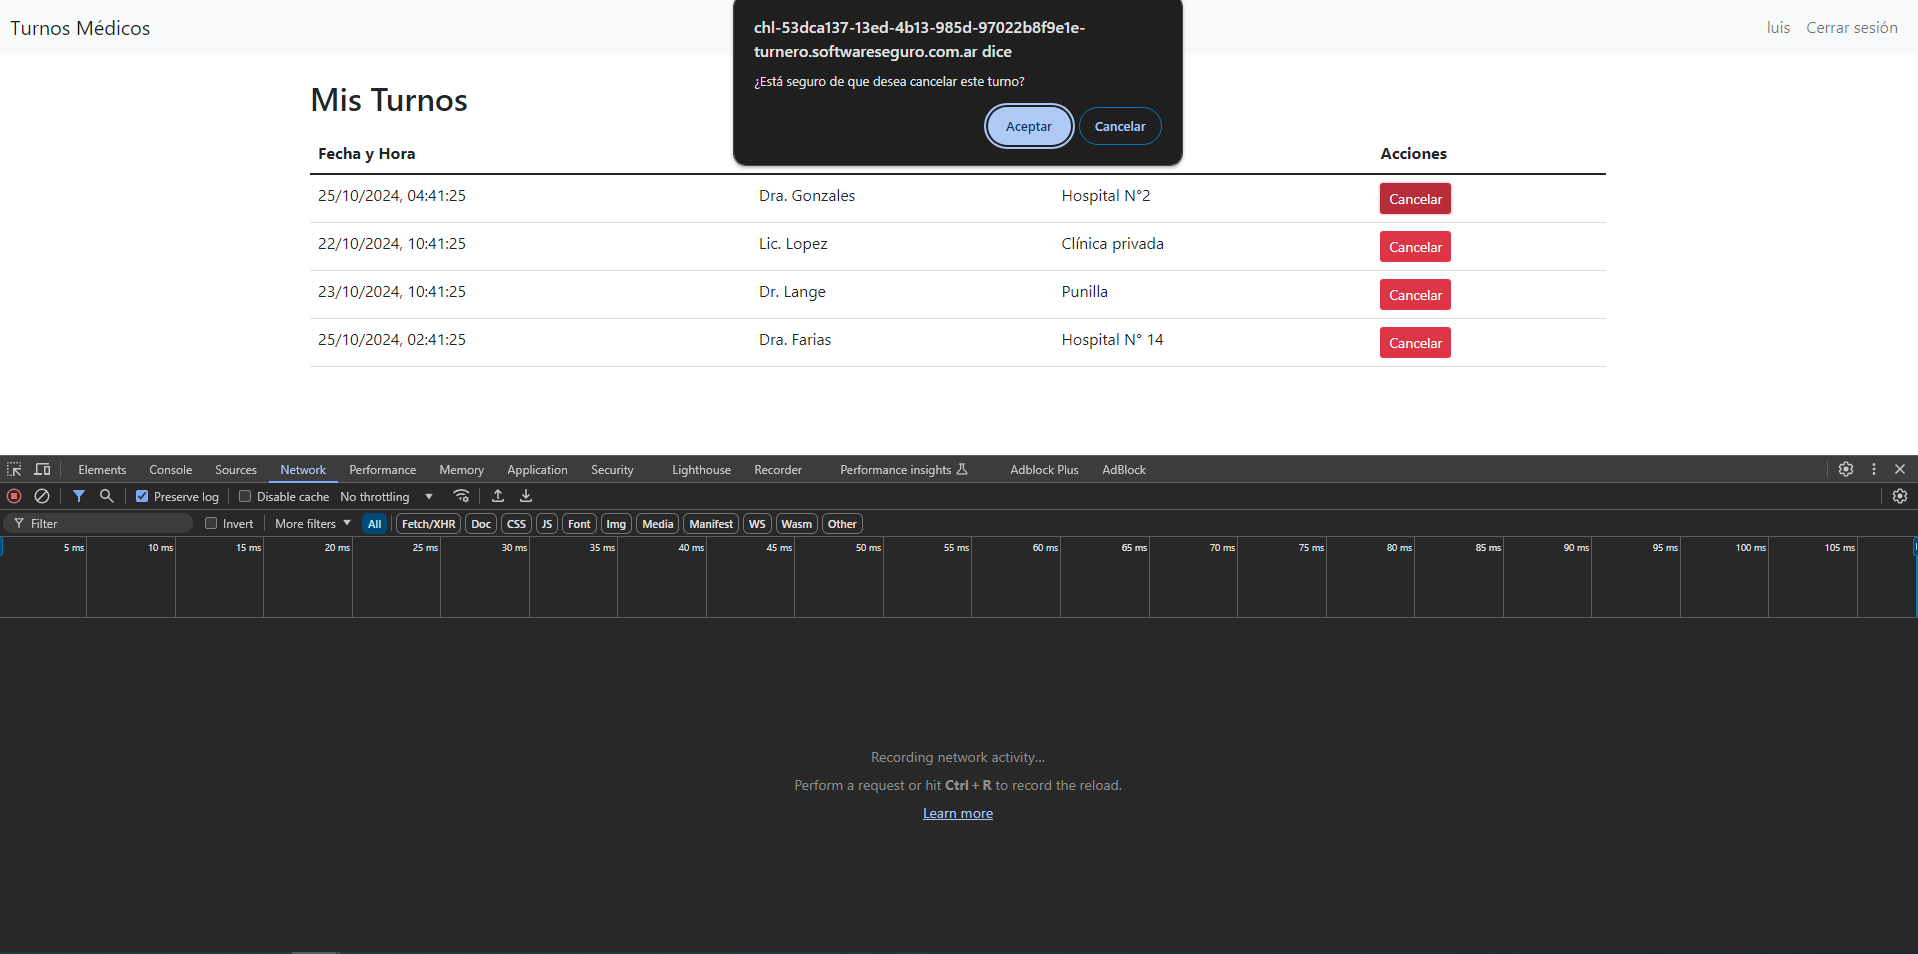 Turnos Médicos
luis Cerrar sesión
chl-53dca137-13ed-4b13-985d-97022b8f9e1e-
turnero.softwareseguro.com.ar dice
¿Está seguro de que desea cancelar este turno?
Aceptar Cancelar
Mis Turnos
Fecha y Hora Acciones
25/10/2024, 04:41:25 Dra. Gonzales Hospital N°2 Cancelar
22/10/2024, 10:41:25 Lic. Lopez Clínica privada Cancelar
23/10/2024, 10:41:25 Dr. Lange Punilla Cancelar
25/10/2024, 02:41:25 Dra. Farias Hospital N° 14 Cancelar
Elements Console Sources Network Performance Memory Application Security Lighthouse Recorder Performance insights Adblock Plus AdBlock
Preserve log Disable cache No throttling
Filter Invert More filters All Fetch/XHR Doc CSS JS Font Img Media Manifest WS Wasm Other
5 ms 10 ms 15 ms 20 ms 25 ms 30 ms 35 ms 40 ms 45 ms 50 ms 55 ms 60 ms 65 ms 70 ms 75 ms 80 ms 85 ms 90 ms 95 ms 100 ms 105 ms
Recording network activity...
Perform a request or hit Ctrl + R to record the reload.
Learn more